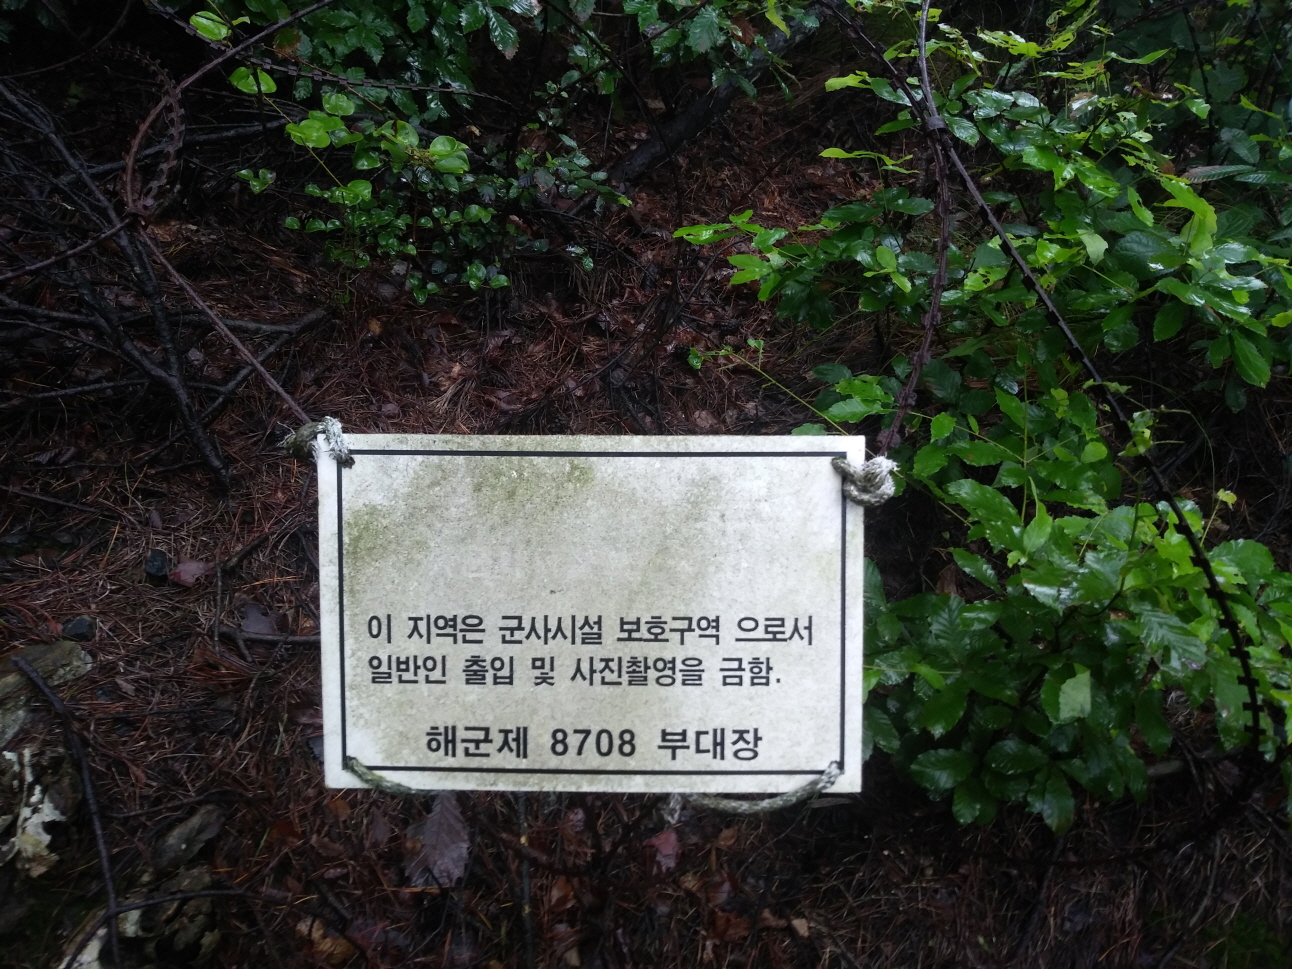 이 지역은 군사시설 보호구역 으로서
일반인 출입 및 사진촬영을 금함.
해군제 8708 부대장